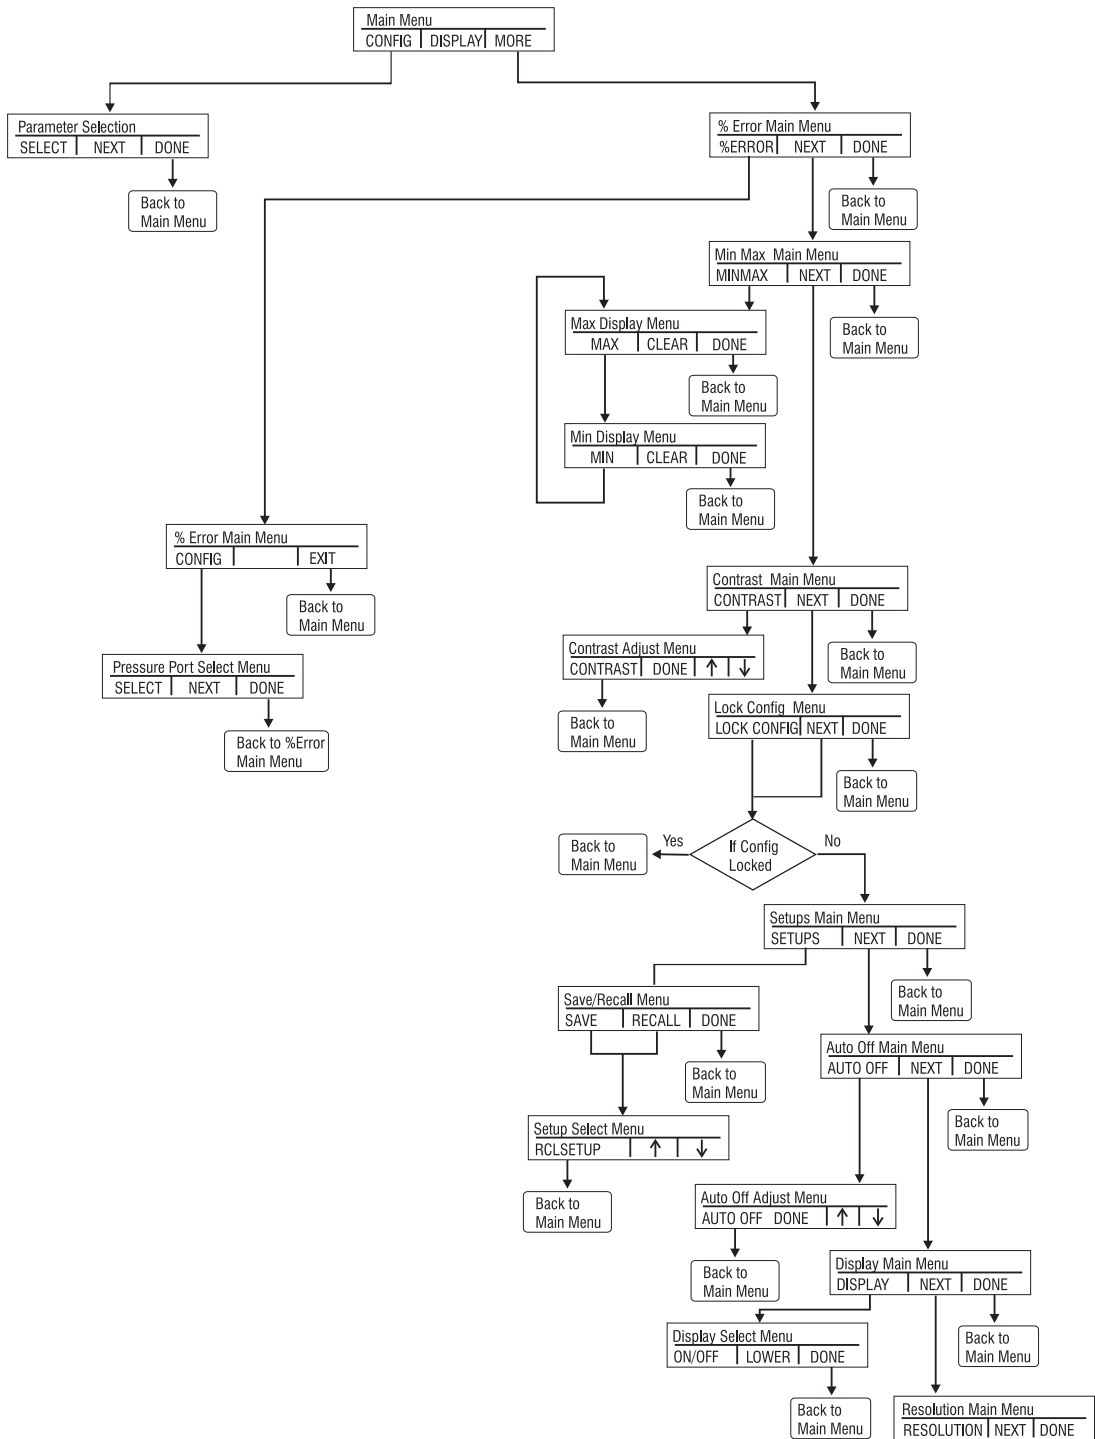 Main Menu
CONFIG DISPLAY MORE
Parameter Selection
SELECT NEXT DONE
Back to
Main Menu
% Error Main Menu
%ERROR NEXT DONE
Back to
Main Menu
Min Max Main Menu
MINMAX NEXT DONE
Back to
Main Menu
Max Display Menu
MAX CLEAR DONE
Back to
Main Menu
Min Display Menu
MIN CLEAR DONE
Back to
Main Menu
% Error Main Menu
CONFIG EXIT
Back to
Main Menu
Pressure Port Select Menu
SELECT NEXT DONE
Back to %Error
Main Menu
Contrast Main Menu
CONTRAST NEXT DONE
Back to
Main Menu
Contrast Adjust Menu
CONTRAST DONE ↑ ↓
Back to
Main Menu
Lock Config Menu
LOCK CONFIG NEXT DONE
Back to
Main Menu
If Config
Locked
Yes
No
Back to
Main Menu
Setups Main Menu
SETUPS NEXT DONE
Back to
Main Menu
Save/Recall Menu
SAVE RECALL DONE
Back to
Main Menu
Setup Select Menu
RCLSETUP ↑ ↓
Back to
Main Menu
Auto Off Main Menu
AUTO OFF NEXT DONE
Back to
Main Menu
Auto Off Adjust Menu
AUTO OFF DONE ↑ ↓
Back to
Main Menu
Display Main Menu
DISPLAY NEXT DONE
Back to
Main Menu
Display Select Menu
ON/OFF LOWER DONE
Back to
Main Menu
Resolution Main Menu
RESOLUTION NEXT DONE